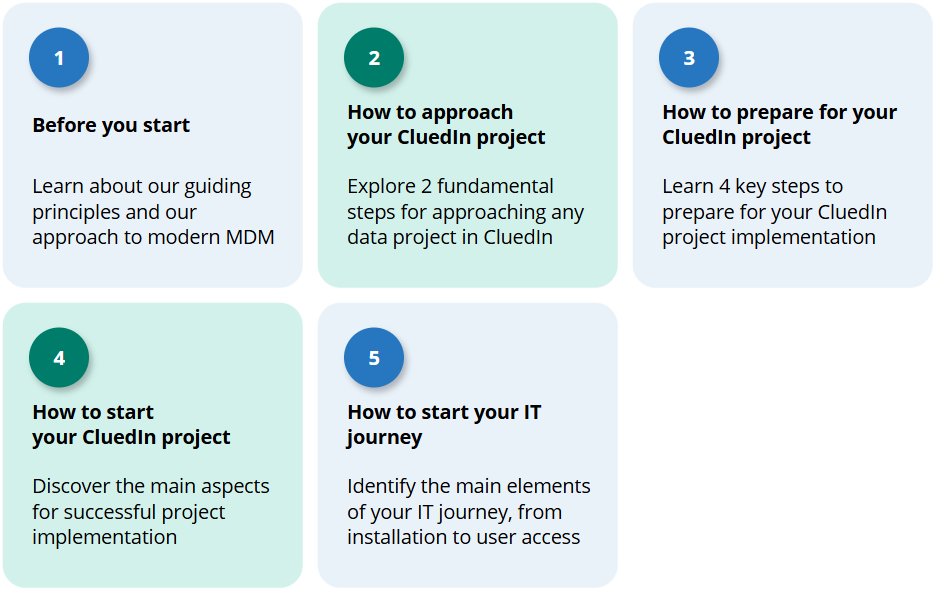 1
Before you start
Learn about our guiding
principles and our
approach to modern MDM
2
How to approach
your CluedIn project
Explore 2 fundamental
steps for approaching any
data project in CluedIn
3
How to prepare for your
CluedIn project
Learn 4 key steps to
prepare for your CluedIn
project implementation
4
How to start
your CluedIn project
Discover the main aspects
for successful project
implementation
5
How to start your IT
journey
Identify the main elements
of your IT journey, from
installation to user access